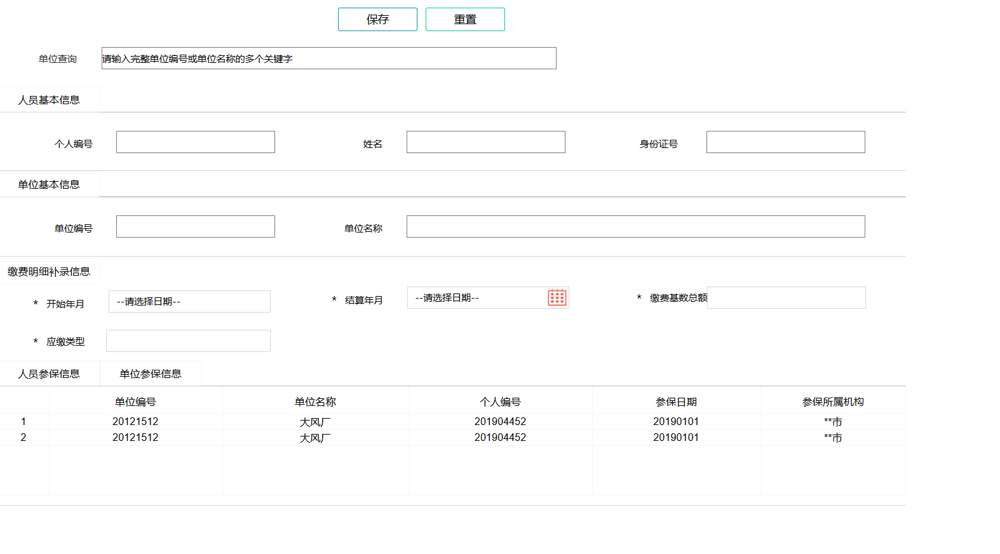 保存 重置
单位查询 请输入完整单位编号或单位名称的多个关键字
人员基本信息
个人编号 姓名 身份证号
单位基本信息
单位编号 单位名称
缴费明细补录信息
* 开始年月 --请选择日期-- * 结算年月 --请选择日期-- * 缴费基数总额
* 应缴类型
人员参保信息 单位参保信息
单位编号 单位名称 个人编号 参保日期 参保所属机构
1 20121512 大风厂 201904452 20190101 **市
2 20121512 大风厂 201904452 20190101 **市